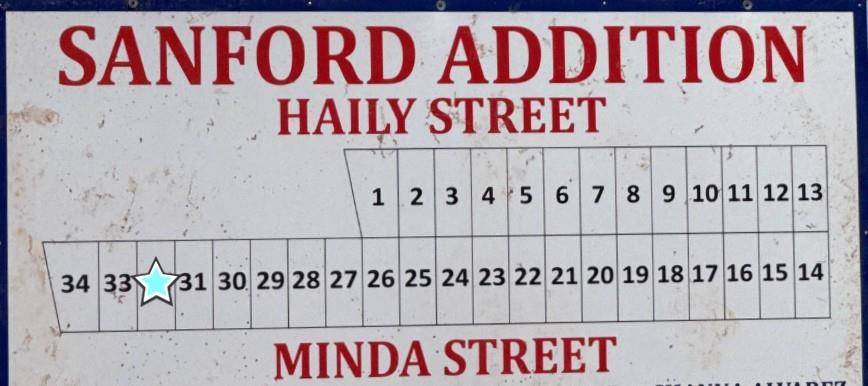 SANFORD ADDITION
HAILY STREET
1 2 3 4 5 6 7 8 9 10 11 12 13
34 33 31 30 29 28 27 26 25 24 23 22 21 20 19 18 17 16 15 14
MINDA STREET